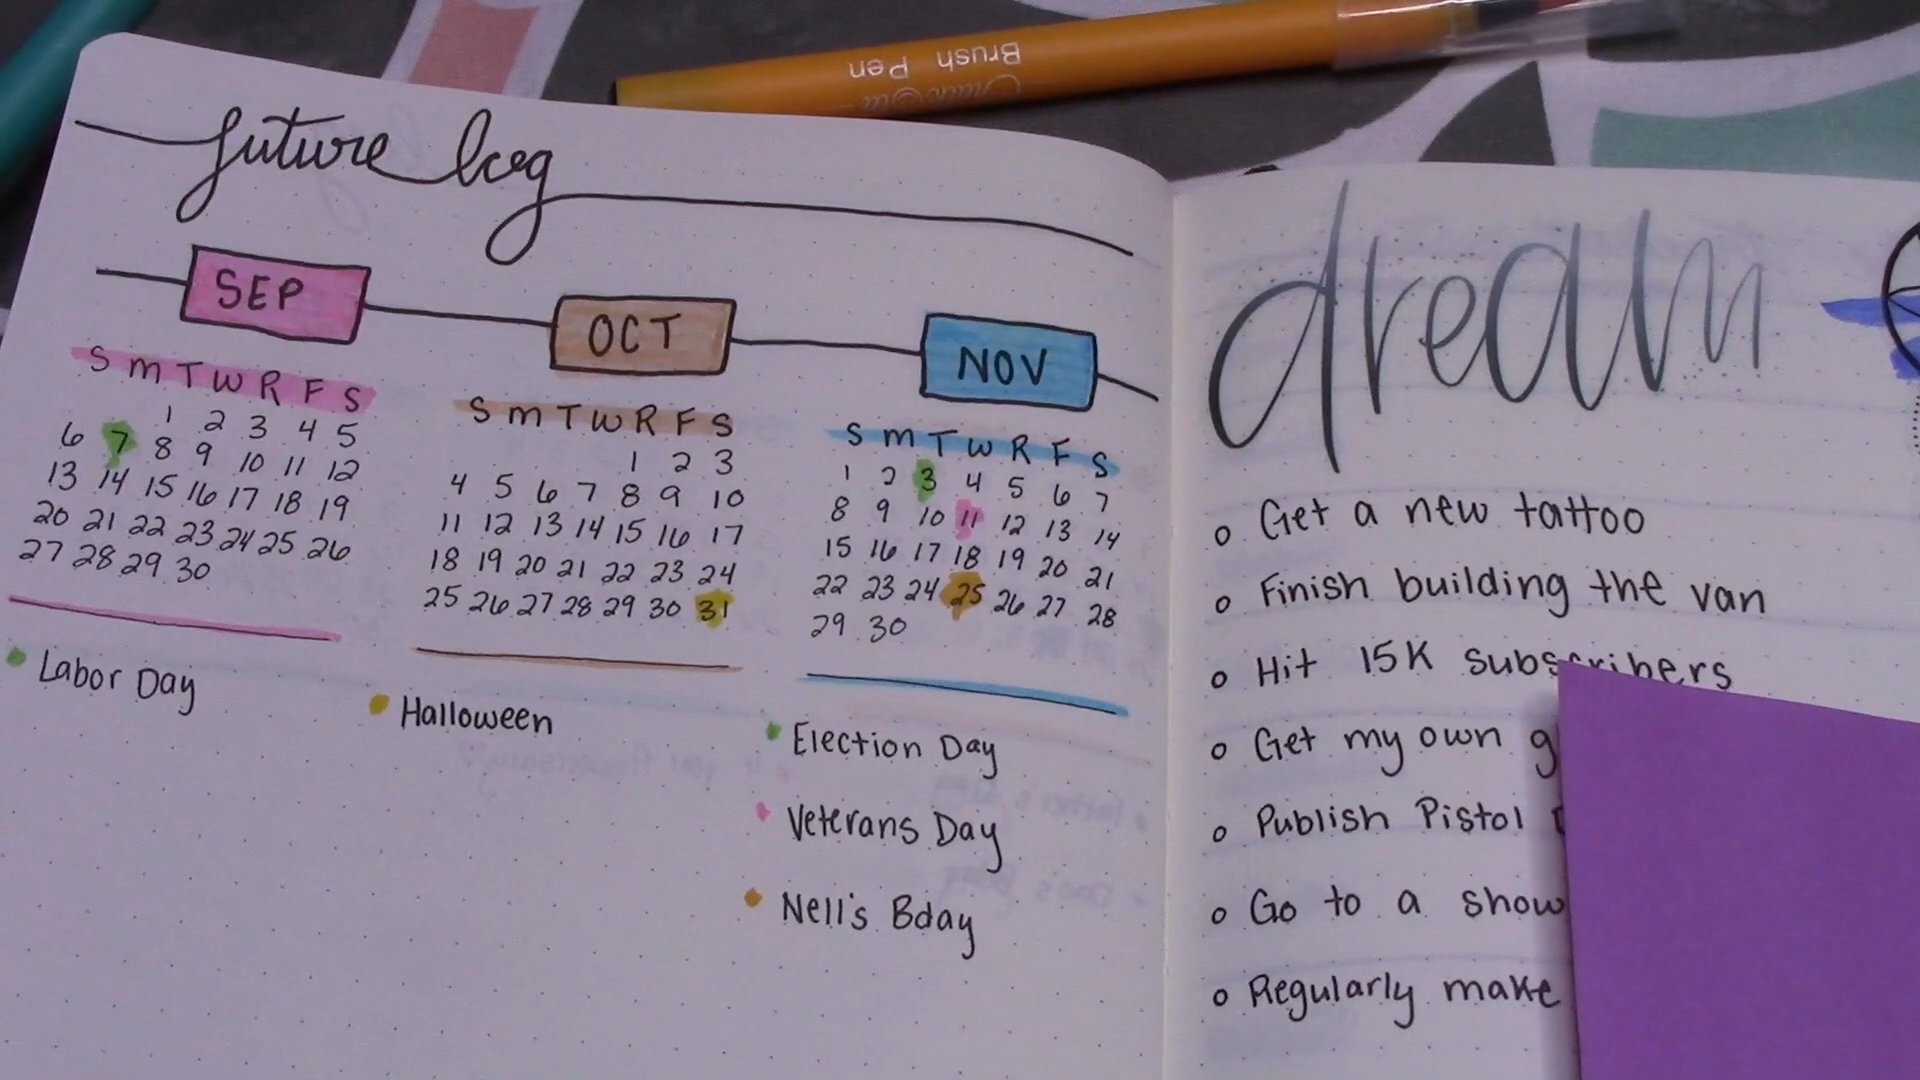 Brush Pen
future log
SEP
S M T W R F S
1 2 3 4 5
6 7 8 9 10 11 12
13 14 15 16 17 18 19
20 21 22 23 24 25 26
27 28 29 30
Labor Day
OCT
S M T W R F S
1 2 3
4 5 6 7 8 9 10
11 12 13 14 15 16 17
18 19 20 21 22 23 24
25 26 27 28 29 30 31
Halloween
NOV
S M T W R F S
1 2 3 4 5 6 7
8 9 10 11 12 13 14
15 16 17 18 19 20 21
22 23 24 25 26 27 28
29 30
Election Day
Veterans Day
Nell's Bday
dream
Get a new tattoo
Finish building the van
Hit 15K subscribers
Get my own g
Publish Pistol
Go to a show
Regularly make